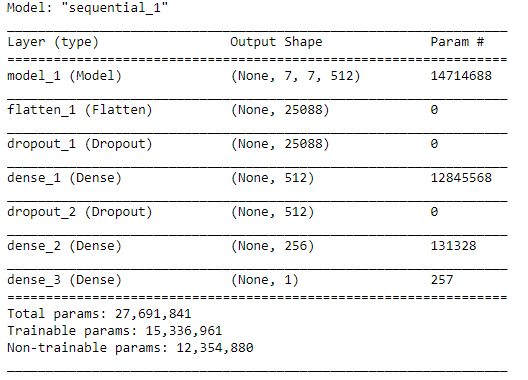 Model: "sequential_1"
Layer (type) Output Shape Param #
model_1 (Model) (None, 7, 7, 512) 14714688
flatten_1 (Flatten) (None, 25088) 0
dropout_1 (Dropout) (None, 25088) 0
dense_1 (Dense) (None, 512) 12845568
dropout_2 (Dropout) (None, 512) 0
dense_2 (Dense) (None, 256) 131328
dense_3 (Dense) (None, 1) 257
Total params: 27,691,841
Trainable params: 15,336,961
Non-trainable params: 12,354,880